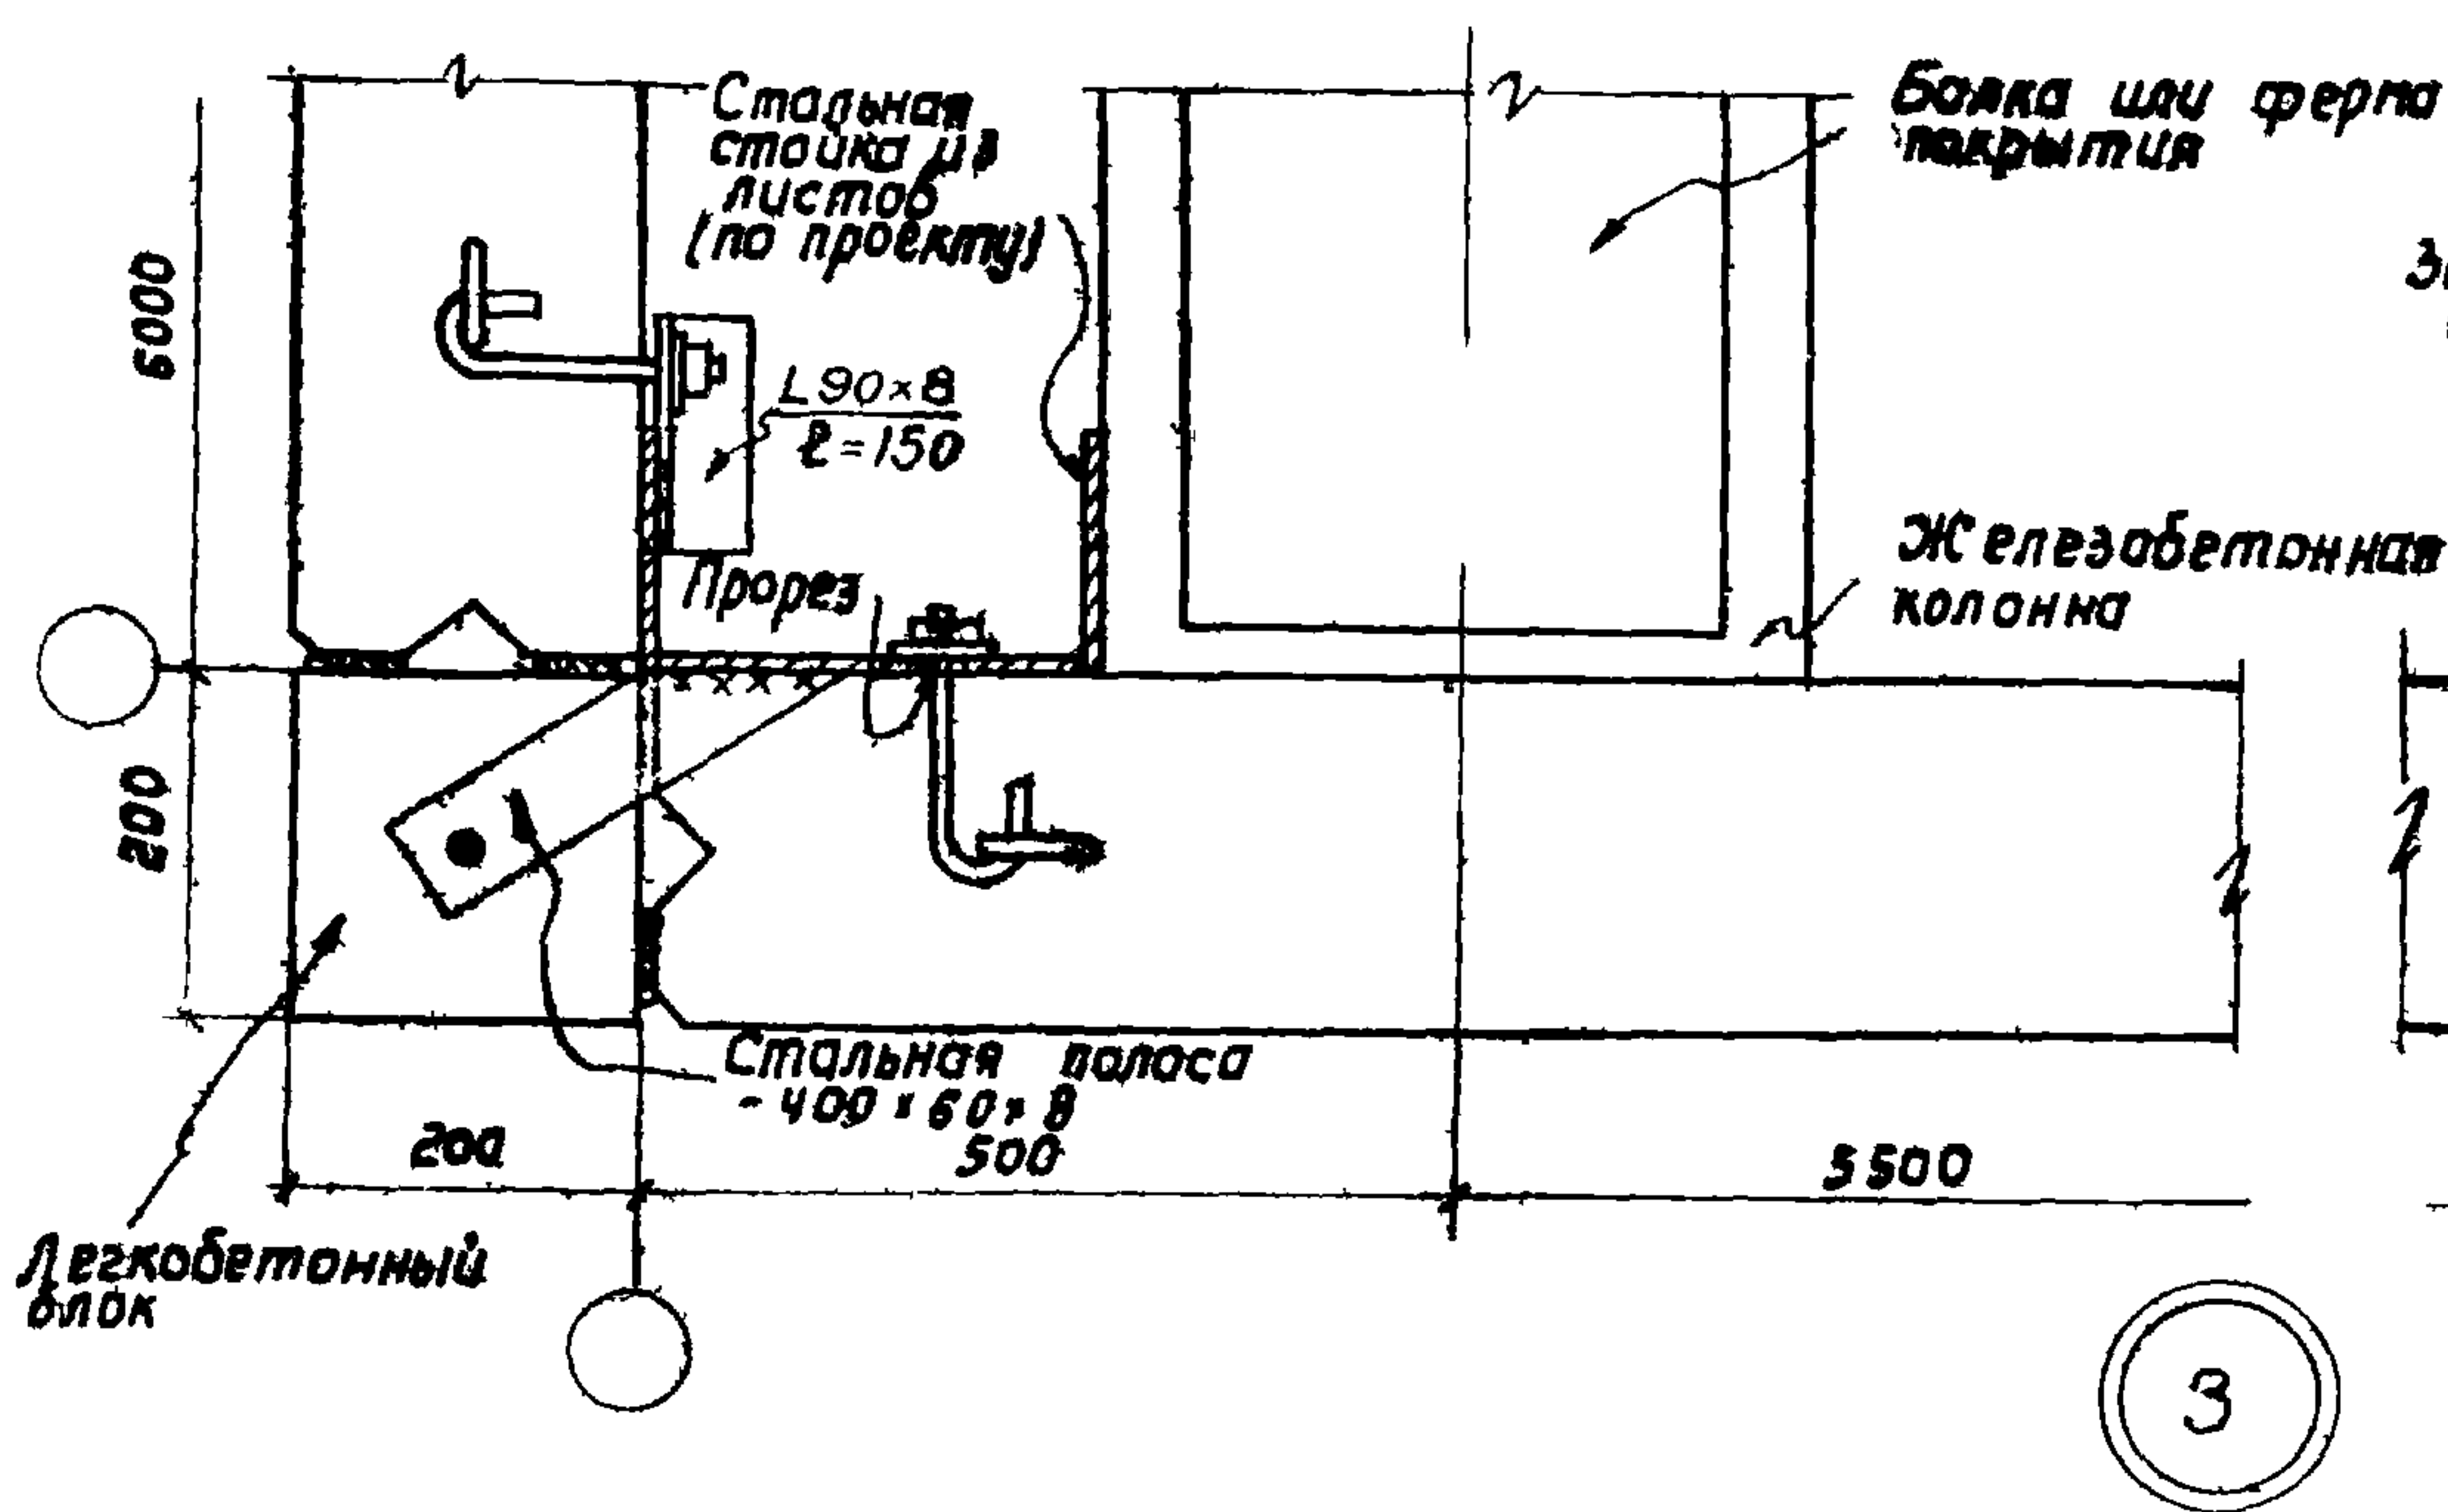 Стальная
стойка из
листов
(по проекту)
Балка или ферма
покрытия
6000
L90×8
ℓ=150
Железобетонная
колонна
Прорез
200
Стальная полоса
-400×60×8
200
500
5500
Легкобетонный
блок
3